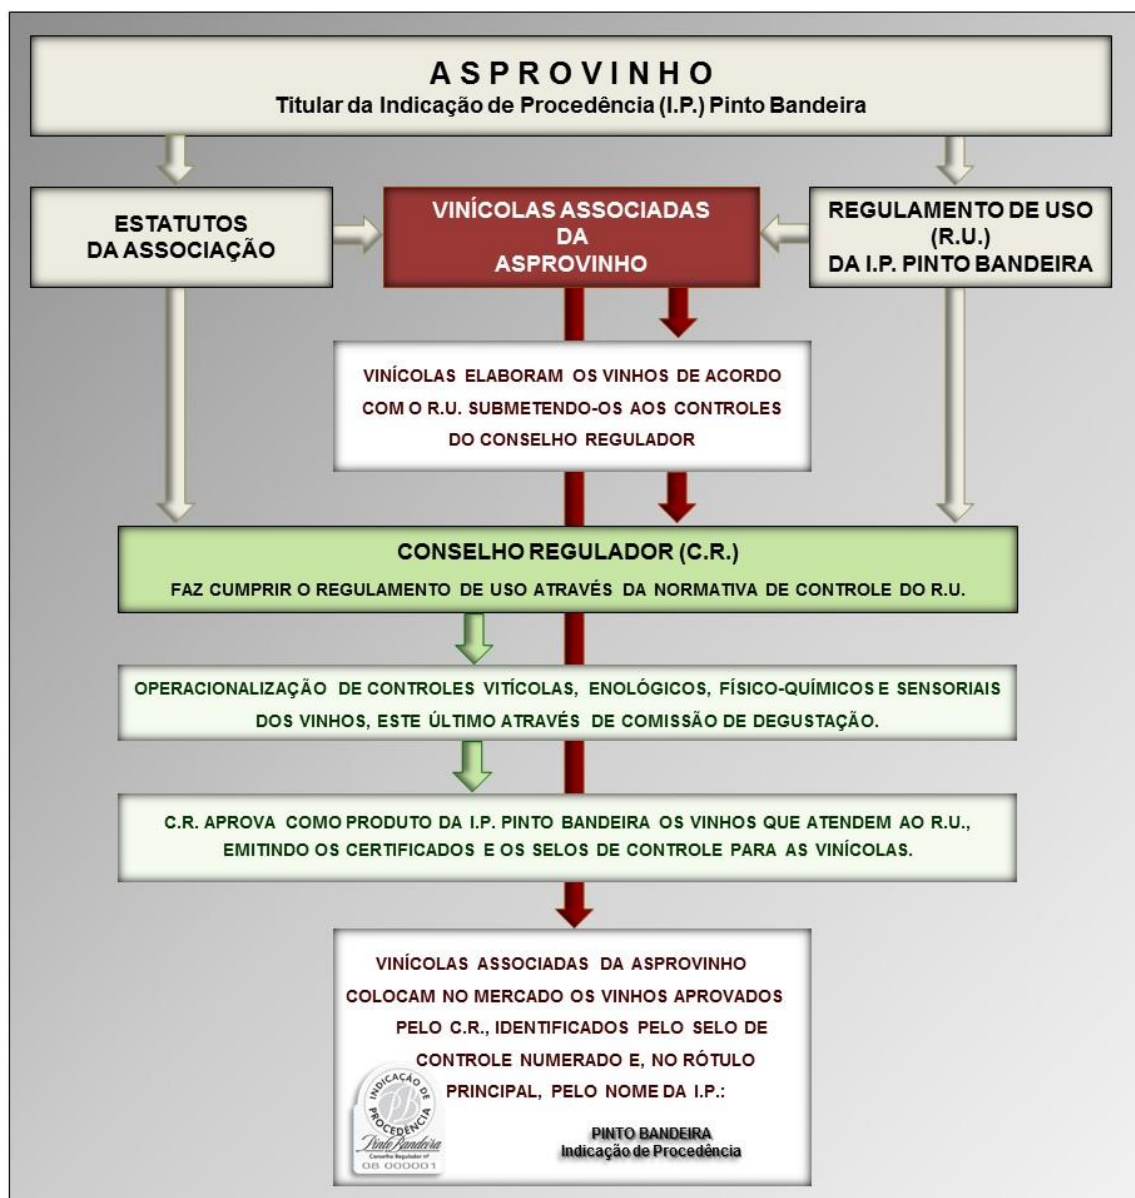 ASPROVINHO
Titular da Indicação de Procedência (I.P.) Pinto Bandeira
ESTATUTOS
DA ASSOCIAÇÃO
VINÍCOLAS ASSOCIADAS
DA
ASPROVINHO
REGULAMENTO DE USO
(R.U.)
DA I.P. PINTO BANDEIRA
VINÍCOLAS ELABORAM OS VINHOS DE ACORDO
COM O R.U. SUBMETENDO-OS AOS CONTROLES
DO CONSELHO REGULADOR
CONSELHO REGULADOR (C.R.)
FAZ CUMPRIR O REGULAMENTO DE USO ATRAVÉS DA NORMATIVA DE CONTROLE DO R.U.
OPERACIONALIZAÇÃO DE CONTROLES VITÍCOLAS, ENOLÓGICOS, FÍSICO-QUÍMICOS E SENSORIAIS
DOS VINHOS, ESTE ÚLTIMO ATRAVÉS DE COMISSÃO DE DEGUSTAÇÃO.
C.R. APROVA COMO PRODUTO DA I.P. PINTO BANDEIRA OS VINHOS QUE ATENDEM AO R.U.,
EMITINDO OS CERTIFICADOS E OS SELOS DE CONTROLE PARA AS VINÍCOLAS.
VINÍCOLAS ASSOCIADAS DA ASPROVINHO
COLOCAM NO MERCADO OS VINHOS APROVADOS
PELO C.R., IDENTIFICADOS PELO SELO DE
CONTROLE NUMERADO E, NO RÓTULO
PRINCIPAL, PELO NOME DA I.P.:
INDICAÇÃO DE
PROCEDÊNCIA
PB
Pinto Bandeira
Conselho Regulador nº
08 000001
PINTO BANDEIRA
Indicação de Procedência